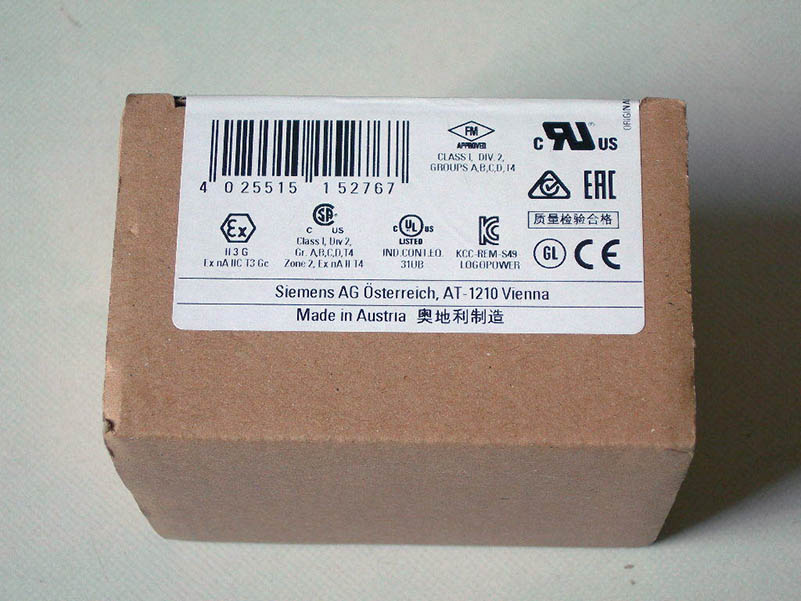 ORIGINAL
FM
APPROVED
CLASS I, DIV 2,
GROUPS A,B,C,D,T4
c RU ® US
4 025515 152767
EAC
Ex
II 3 G
Ex nA IIC T3 Gc
SA
C US
Class I, Div 2,
Gr. A,B,C,D,T4
Zone 2, Ex nA II T4
C UL US
LISTED
IND.CONT.EQ.
31UB
KC
KCC-REM-S49
LOGOPOWER
质量检验合格
GL CE
Siemens AG Österreich, AT-1210 Vienna
Made in Austria 奥地利制造